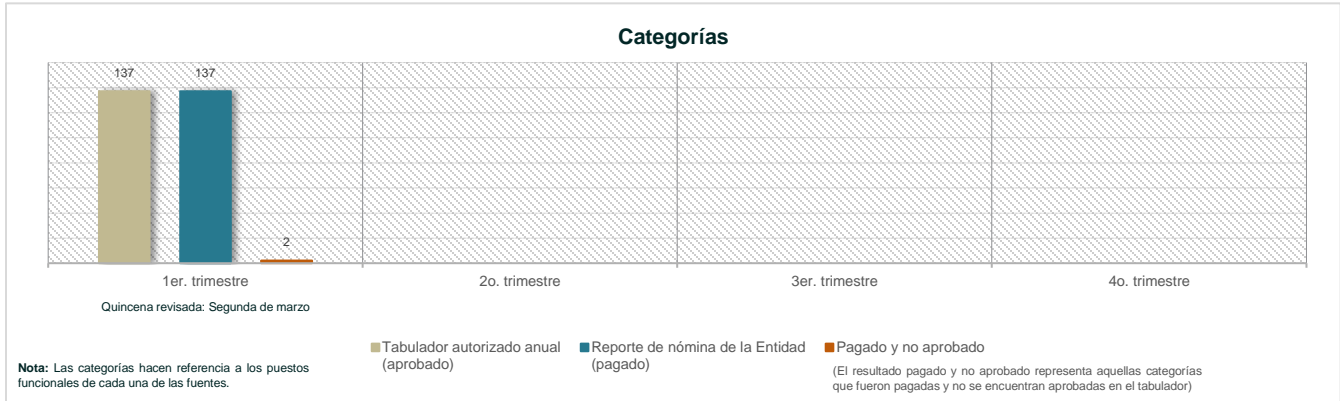 Categorías
137
137
2
1er. trimestre
2o. trimestre
3er. trimestre
4o. trimestre
Quincena revisada: Segunda de marzo
Tabulador autorizado anual
(aprobado)
Reporte de nómina de la Entidad
(pagado)
Pagado y no aprobado
(El resultado pagado y no aprobado representa aquellas categorías
que fueron pagadas y no se encuentran aprobadas en el tabulador)
Nota: Las categorías hacen referencia a los puestos
funcionales de cada una de las fuentes.